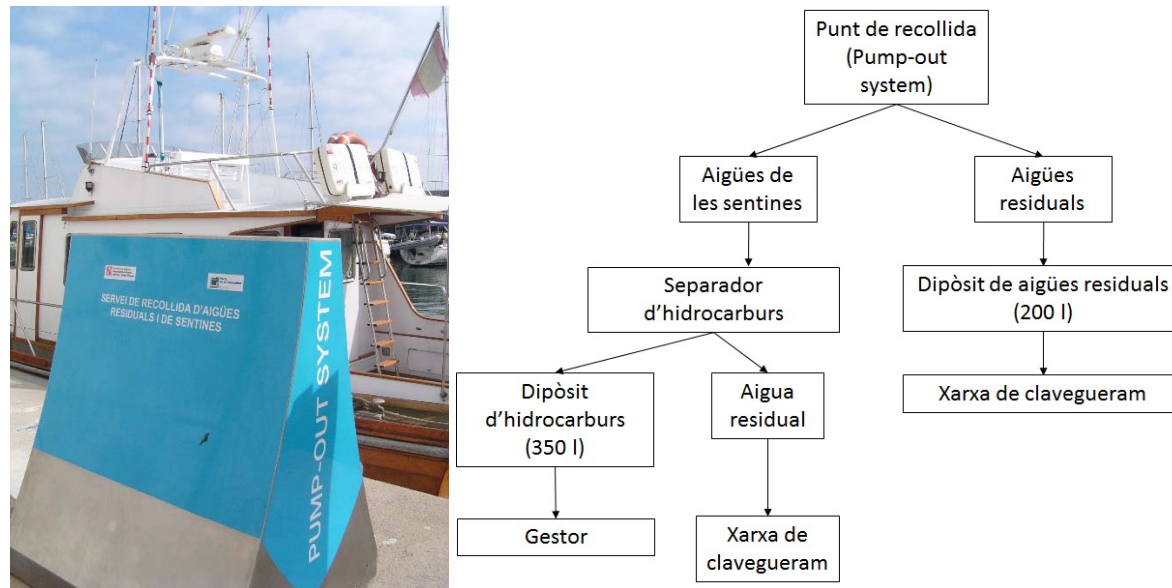 SERVEI DE RECOLLIDA D'AIGÜES
RESIDUALS I DE SENTINES
PUMP-OUT SYSTEM
Punt de recollida
(Pump-out
system)
Aigües de
les sentines
Aigües
residuals
Separador
d'hidrocarburs
Dipòsit de aigües residuals
(200 l)
Dipòsit
d'hidrocarburs
(350 l)
Aigua
residual
Xarxa de clavegueram
Gestor
Xarxa de
clavegueram